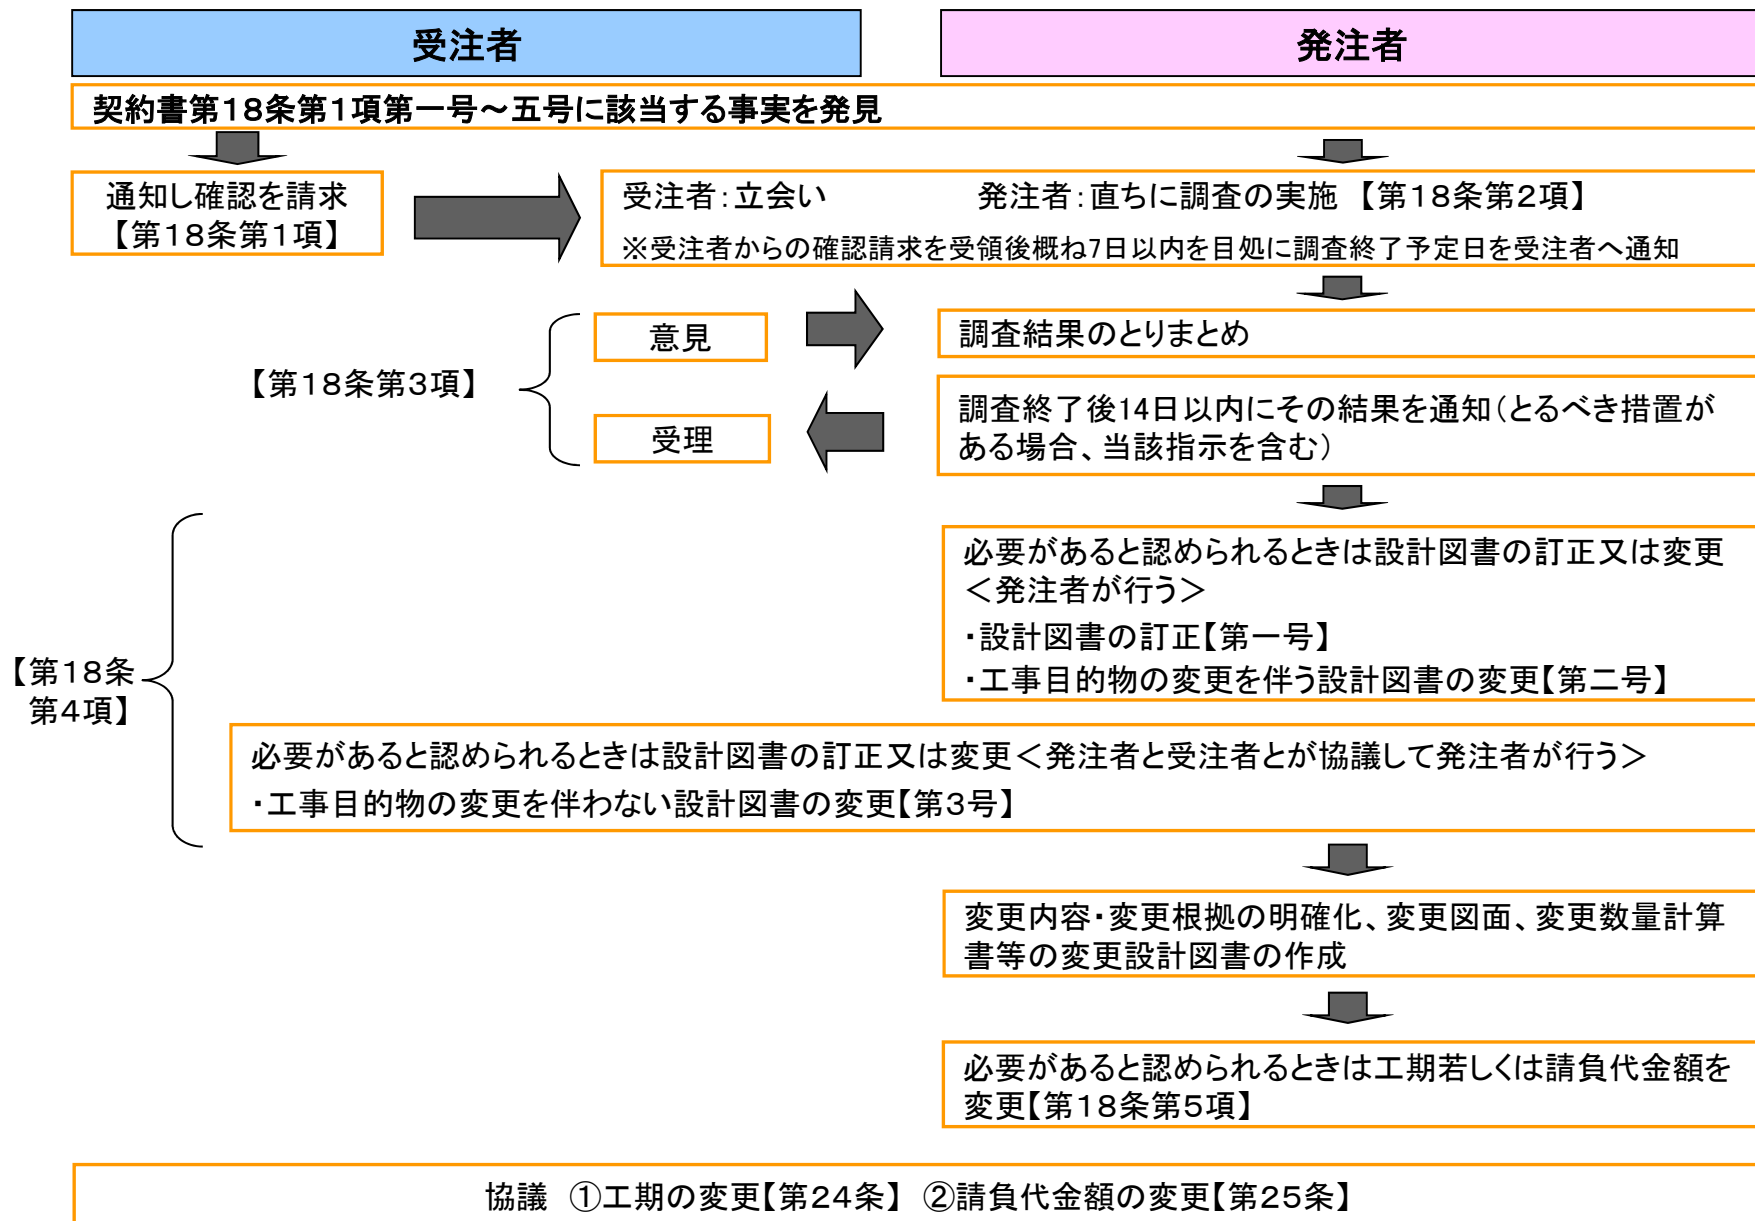 受注者
発注者
契約書第18条第1項第一号～五号に該当する事実を発見
通知し確認を請求
【第18条第1項】
受注者：立会い　発注者：直ちに調査の実施　【第18条第2項】
※受注者からの確認請求を受領後概ね7日以内を目処に調査終了予定日を受注者へ通知
意見
調査結果のとりまとめ
【第18条第3項】
受理
調査終了後14日以内にその結果を通知（とるべき措置が
ある場合、当該指示を含む）
必要があると認められるときは設計図書の訂正又は変更
＜発注者が行う＞
・設計図書の訂正【第一号】
・工事目的物の変更を伴う設計図書の変更【第二号】
【第18条
第4項】
必要があると認められるときは設計図書の訂正又は変更＜発注者と受注者とが協議して発注者が行う＞
・工事目的物の変更を伴わない設計図書の変更【第3号】
変更内容・変更根拠の明確化、変更図面、変更数量計算
書等の変更設計図書の作成
必要があると認められるときは工期若しくは請負代金額を
変更【第18条第5項】
協議　①工期の変更【第24条】　②請負代金額の変更【第25条】